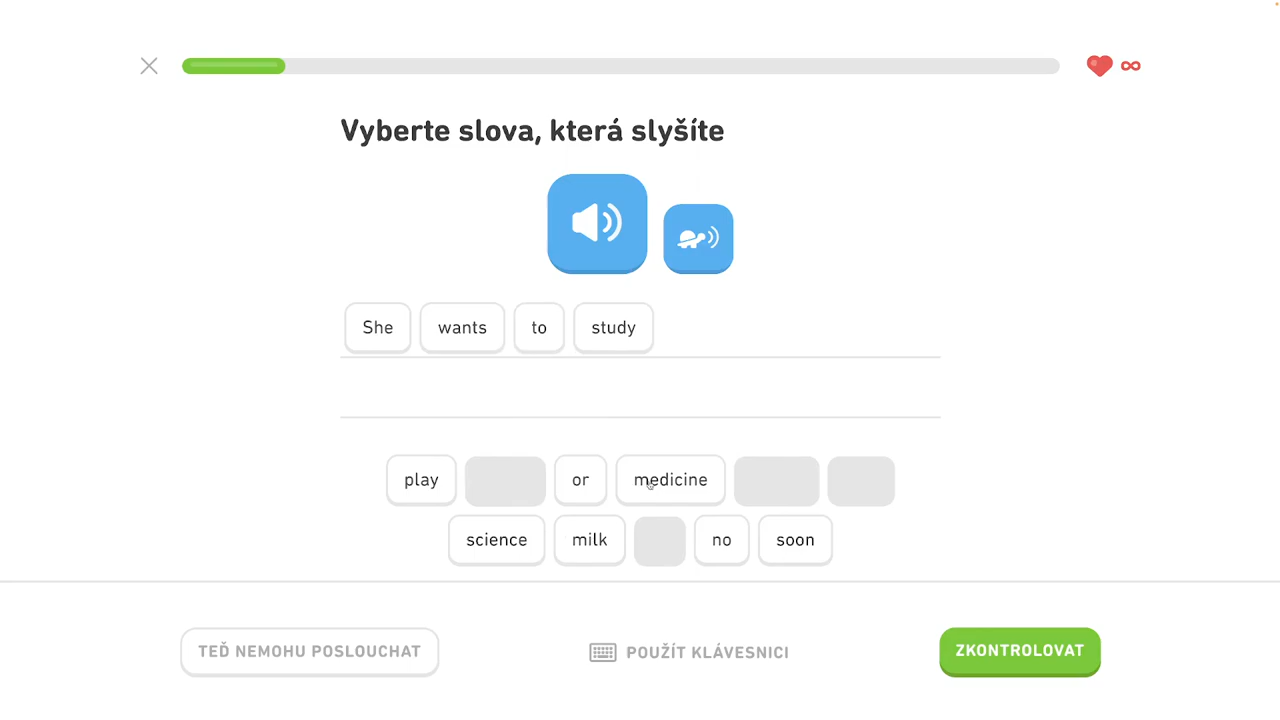 Vyberte slova, která slyšíte
She wants to study
play or medicine
science milk no soon
TEĎ NEMOHU POSLOUCHAT POUŽÍT KLÁVESNICI ZKONTROLOVAT